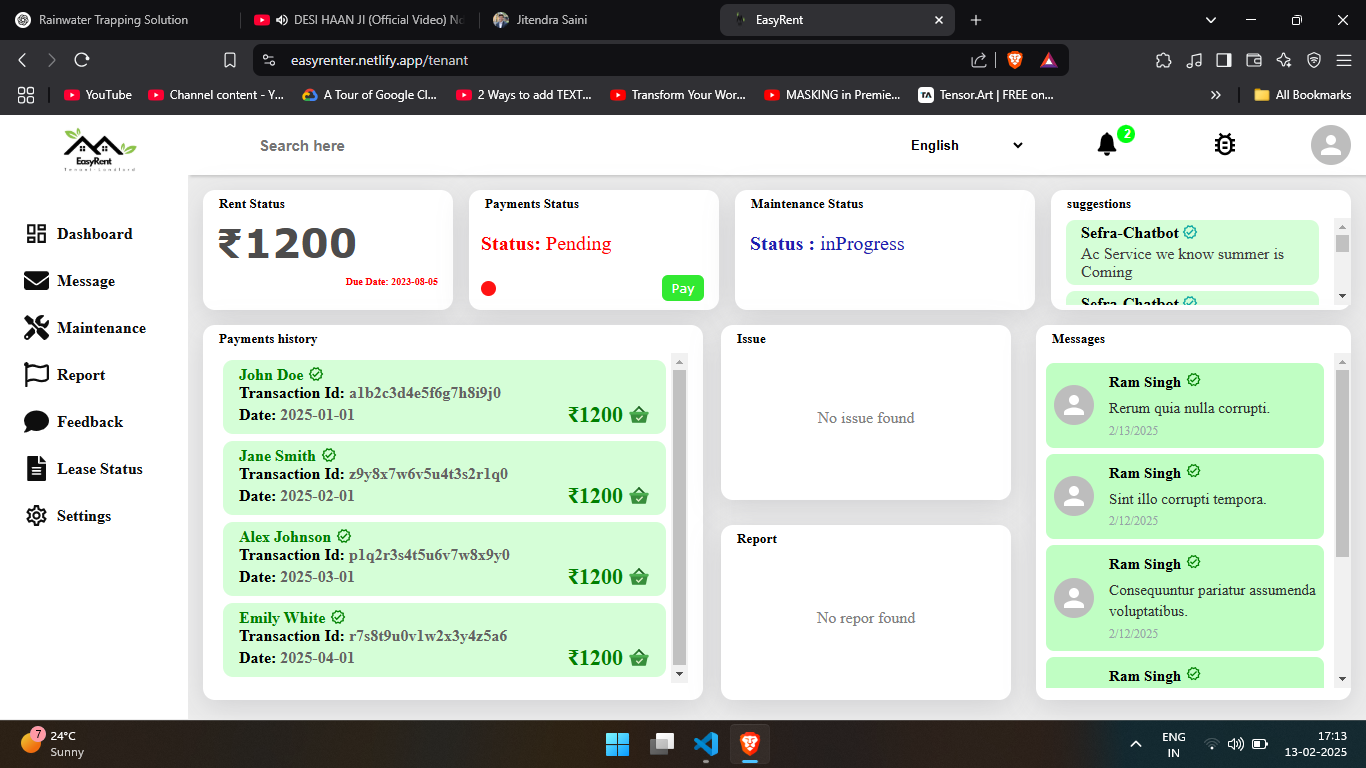 Rainwater Trapping Solution
DESI HAAN JI (Official Video) No
Jitendra Saini
EasyRent
easyrenter.netlify.app/tenant
YouTube
Channel content - Y...
A Tour of Google Cl...
2 Ways to add TEXT...
Transform Your Wor...
MASKING in Premie...
TA
Tensor.Art | FREE on...
All Bookmarks
EasyRent
Tenant-Landlord
Search here
English
2
Dashboard
Message
Maintenance
Report
Feedback
Lease Status
Settings
Rent Status
₹1200
Due Date: 2023-08-05
Payments Status
Status: Pending
Pay
Maintenance Status
Status : inProgress
suggestions
Sefra-Chatbot
Ac Service we know summer is
Coming
Sefra-Chatbot
Payments history
John Doe
Transaction Id: a1b2c3d4e5f6g7h8i9j0
Date: 2025-01-01
₹1200
Jane Smith
Transaction Id: z9y8x7w6v5u4t3s2r1q0
Date: 2025-02-01
₹1200
Alex Johnson
Transaction Id: p1q2r3s4t5u6v7w8x9y0
Date: 2025-03-01
₹1200
Emily White
Transaction Id: r7s8t9u0v1w2x3y4z5a6
Date: 2025-04-01
₹1200
Issue
No issue found
Report
No repor found
Messages
Ram Singh
Rerum quia nulla corrupti.
2/13/2025
Ram Singh
Sint illo corrupti tempora.
2/12/2025
Ram Singh
Consequuntur pariatur assumenda
voluptatibus.
2/12/2025
Ram Singh
7
24°C
Sunny
ENG
IN
17:13
13-02-2025